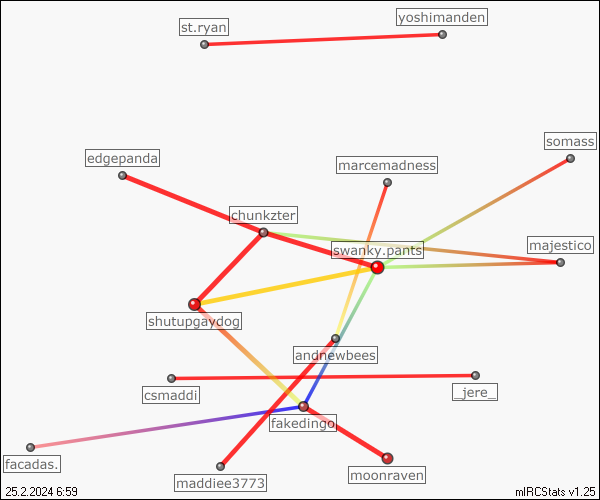 yoshimanden
st.ryan
somass
edgepanda
marcemadness
chunkzter
majestico
swanky.pants
shutupgaydog
andnewbees
csmaddi
_jere_
fakedingo
facadas.
moonraven
maddiee3773
25.2.2024 6:59
mIRCStats v1.25